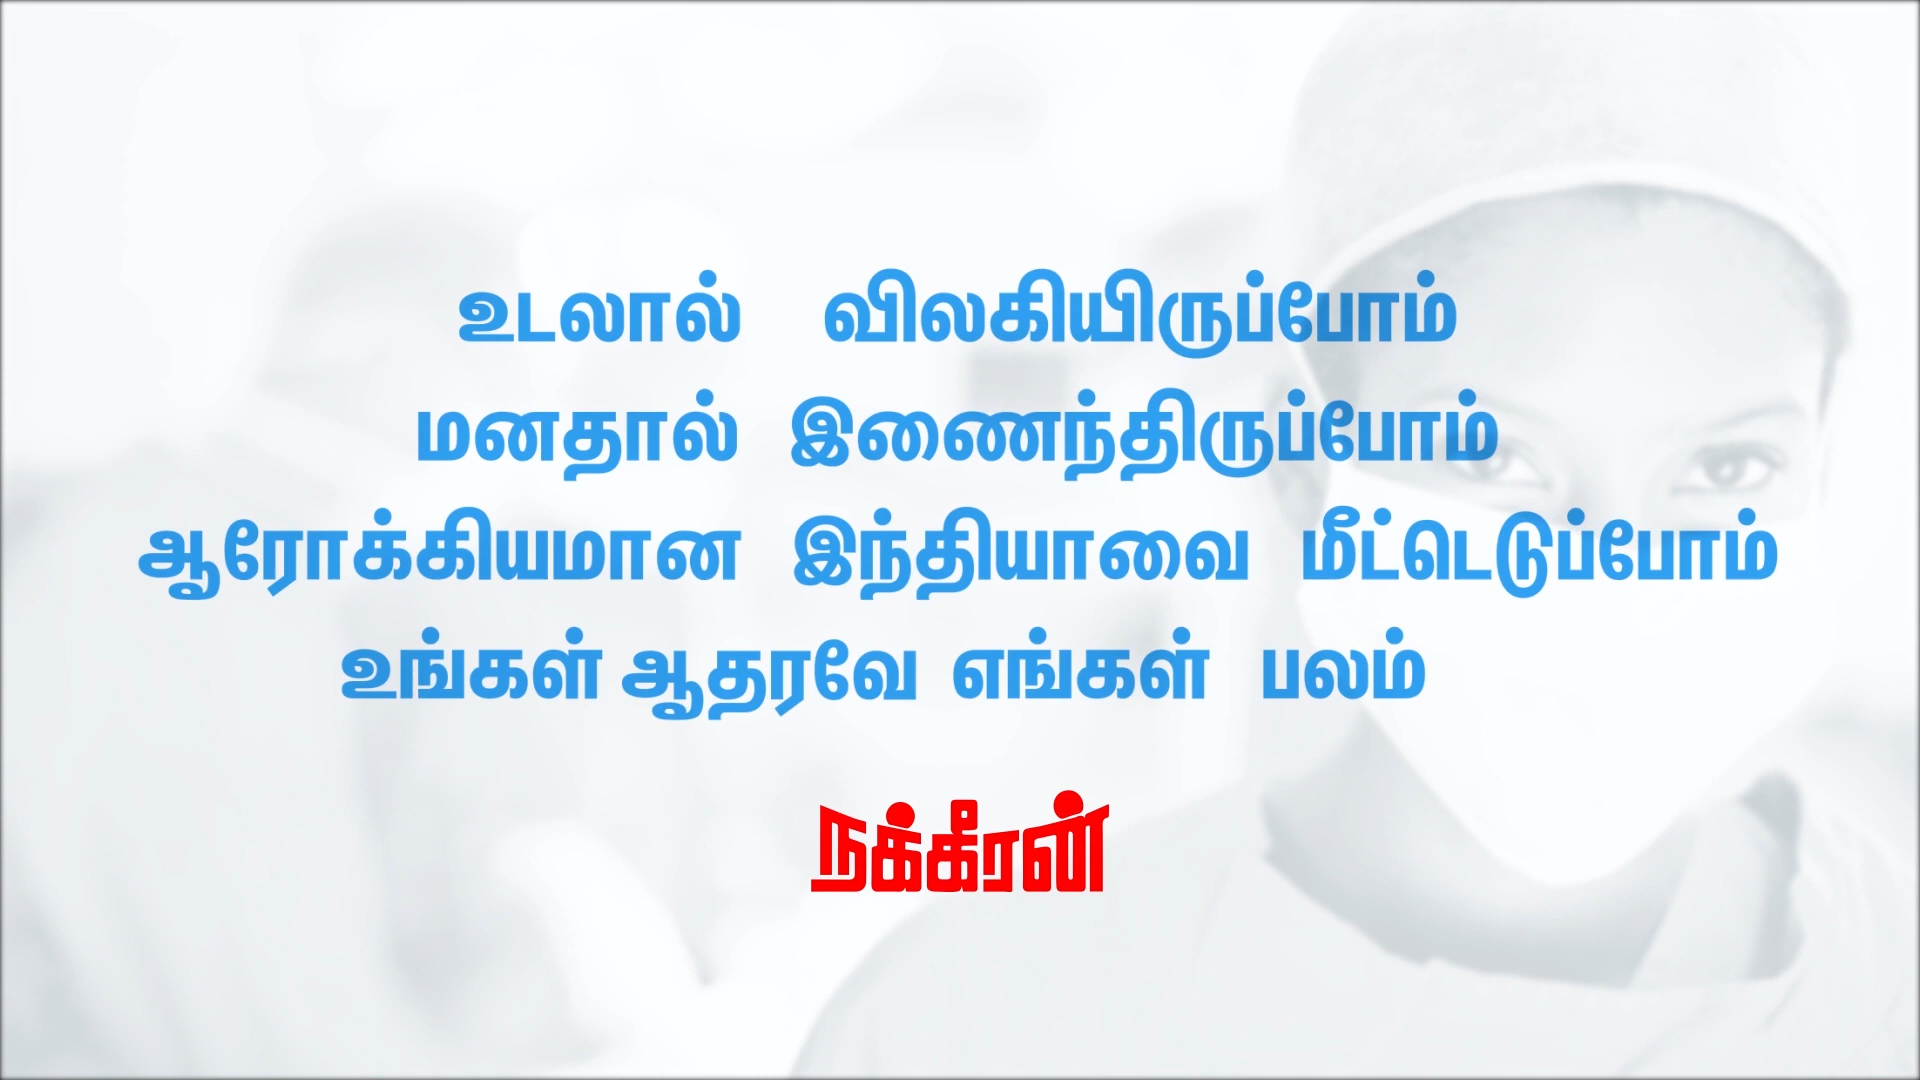 உடலால் விலகியிருப்போம்
மனதால் இணைந்திருப்போம்
ஆரோக்கியமான இந்தியாவை மீட்டெடுப்போம்
உங்கள் ஆதரவே எங்கள் பலம்
நக்கீரன்